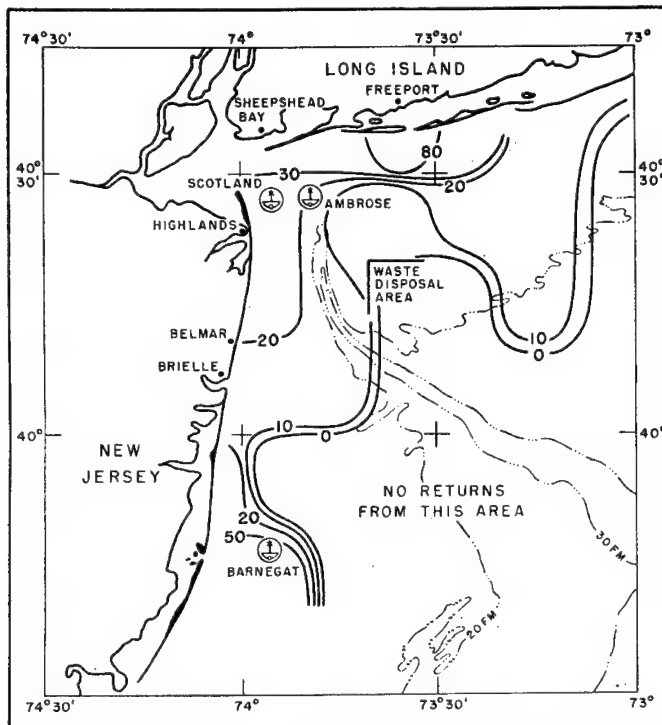 74°30'
74°
73°30'
73°
LONG ISLAND
FREEPORT
SHEEPSHEAD
BAY
80
40°
30'
30
20
40°
30'
SCOTLAND
AMBROSE
HIGHLANDS
WASTE
DISPOSAL
AREA
BELMAR
20
10
0
BRIELLE
40°
10
0
40°
NEW
JERSEY
NO RETURNS
FROM THIS AREA
20
50
30 FM
BARNEGAT
20 FM
74°30'
74°
73°30'
73°